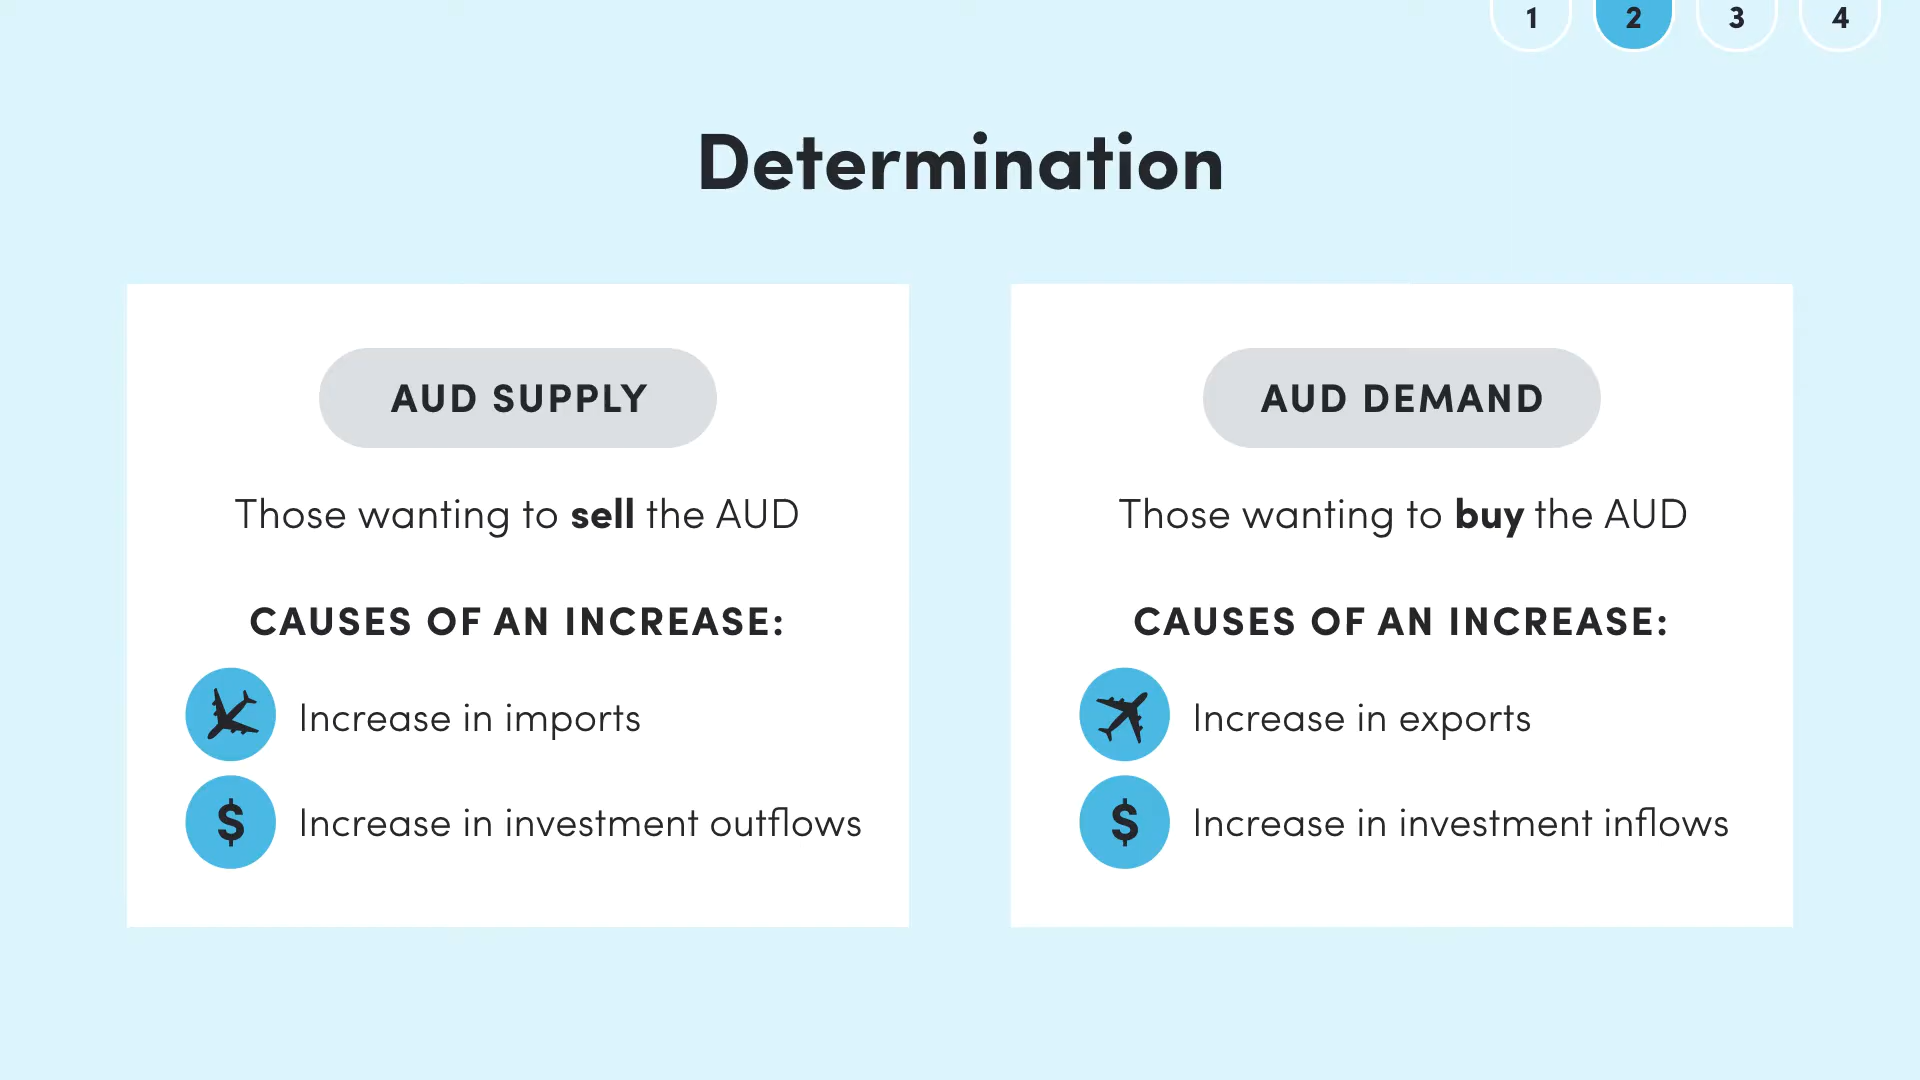 1 2 3 4
Determination
AUD SUPPLY
Those wanting to sell the AUD
CAUSES OF AN INCREASE:
Increase in imports
$ Increase in investment outflows
AUD DEMAND
Those wanting to buy the AUD
CAUSES OF AN INCREASE:
Increase in exports
$ Increase in investment inflows